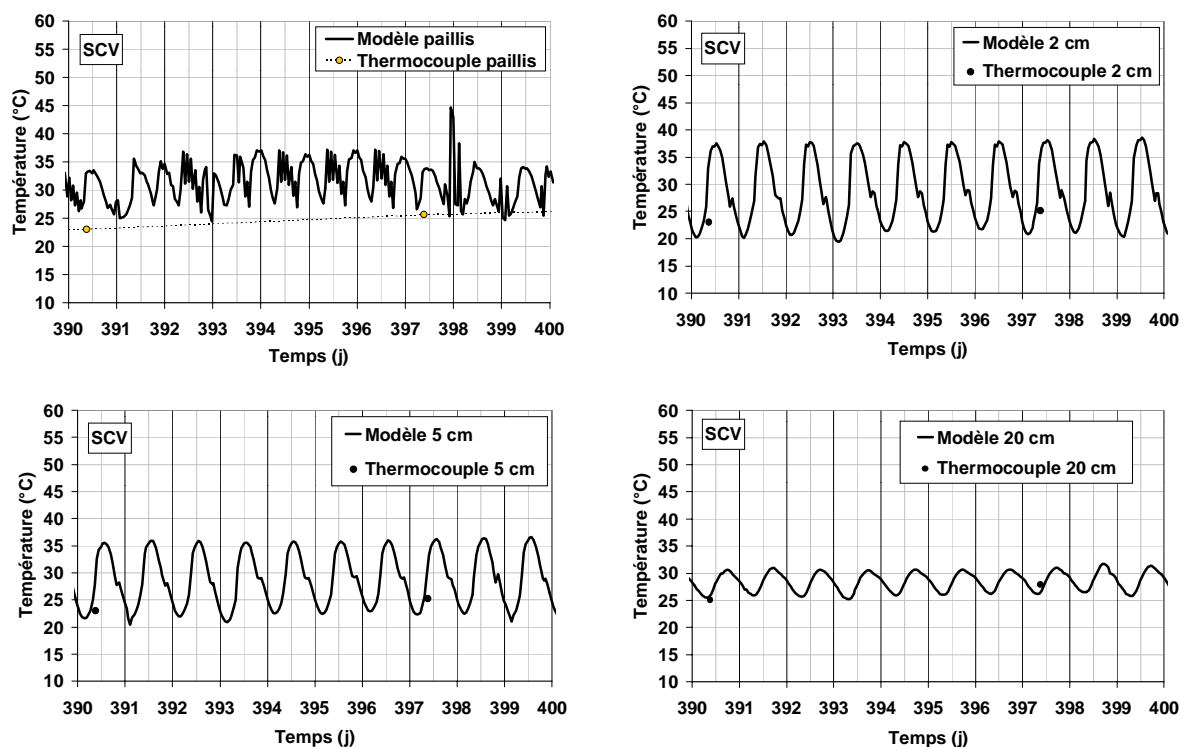 60
55
50
45
40
35
30
25
20
15
10
Température (°C)
SCV
Modèle paillis
Thermocouple paillis
390 391 392 393 394 395 396 397 398 399 400
Temps (j)
60
55
50
45
40
35
30
25
20
15
10
Température (°C)
SCV
Modèle 2 cm
Thermocouple 2 cm
390 391 392 393 394 395 396 397 398 399 400
Temps (j)
60
55
50
45
40
35
30
25
20
15
10
Température (°C)
SCV
Modèle 5 cm
Thermocouple 5 cm
390 391 392 393 394 395 396 397 398 399 400
Temps (j)
60
55
50
45
40
35
30
25
20
15
10
Température (°C)
SCV
Modèle 20 cm
Thermocouple 20 cm
390 391 392 393 394 395 396 397 398 399 400
Temps (j)